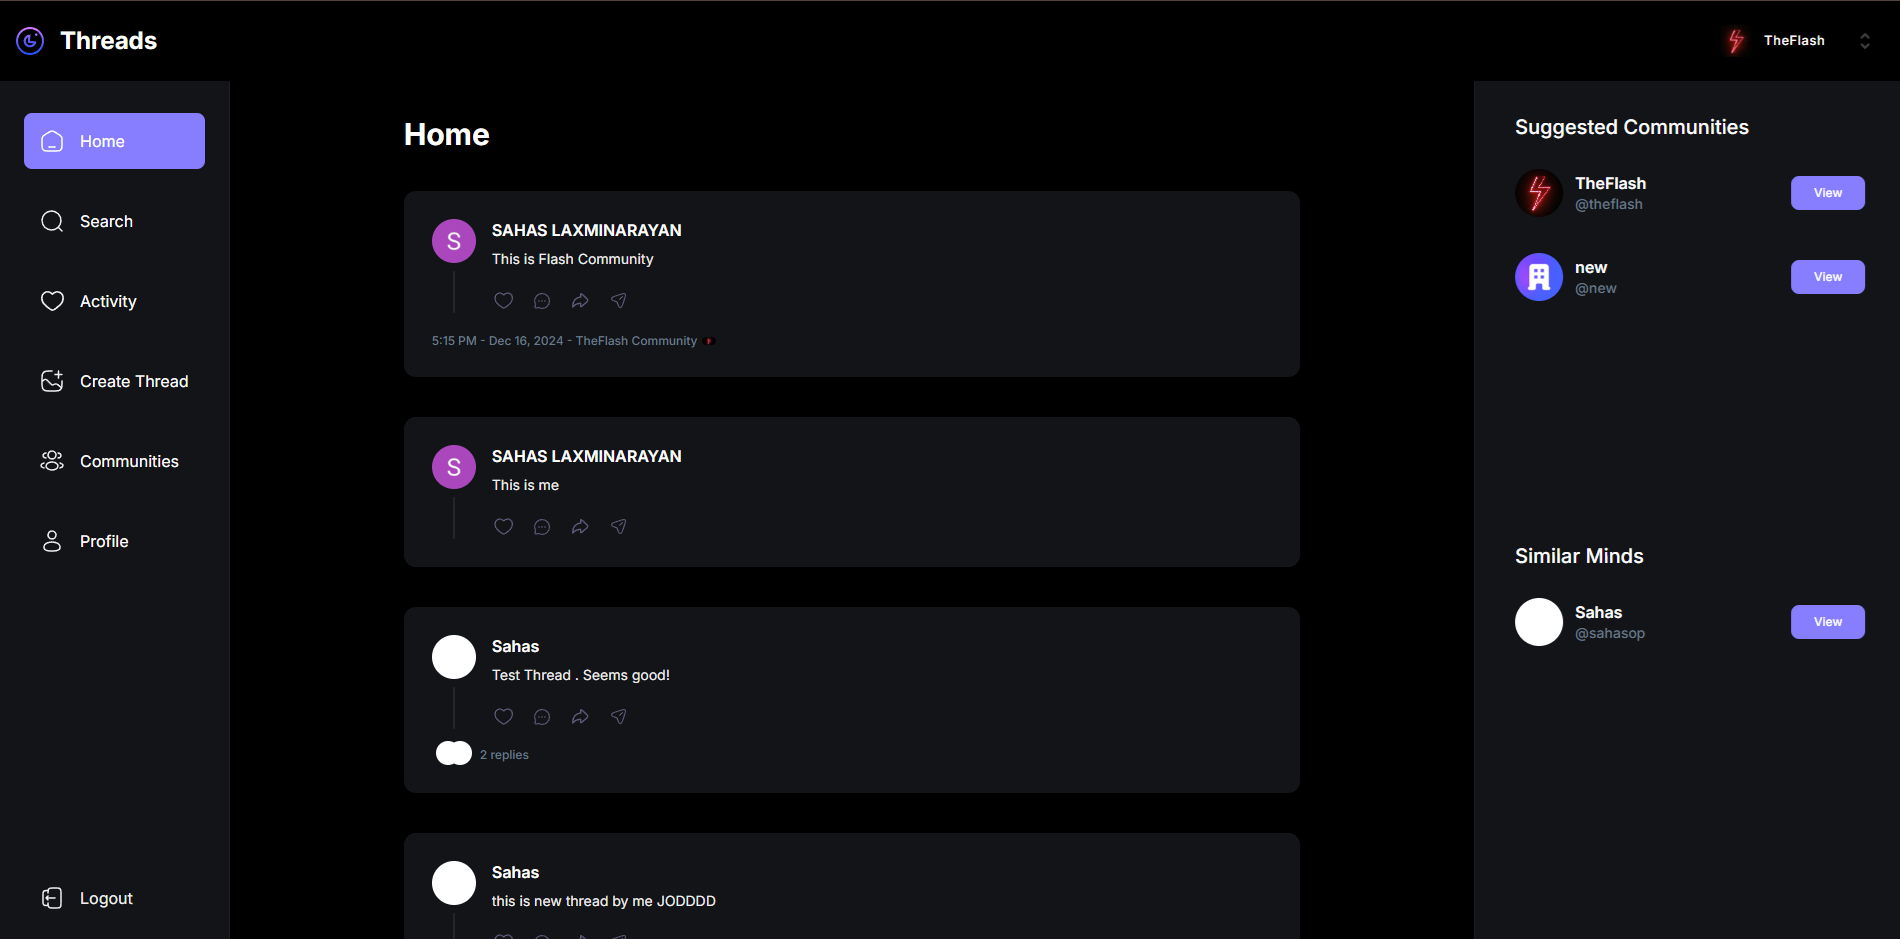 Threads
TheFlash
Home
Search
Activity
Create Thread
Communities
Profile
Logout
Home
S
SAHAS LAXMINARAYAN
This is Flash Community
5:15 PM - Dec 16, 2024 - TheFlash Community
S
SAHAS LAXMINARAYAN
This is me
Sahas
Test Thread . Seems good!
2 replies
Sahas
this is new thread by me JODDDD
Suggested Communities
TheFlash
@theflash
View
new
@new
View
Similar Minds
Sahas
@sahasop
View